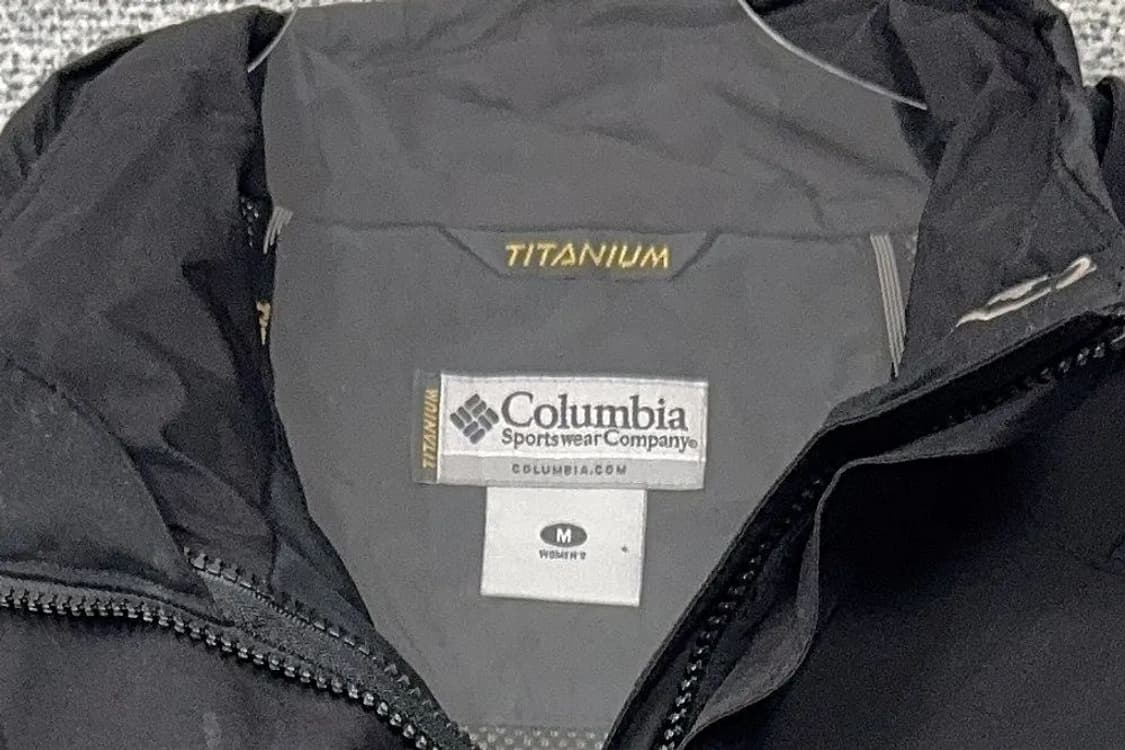 TITANIUM
TITANIUM
Columbia
Sportswear Company®
COLUMBIA.COM
M
WOMEN'S